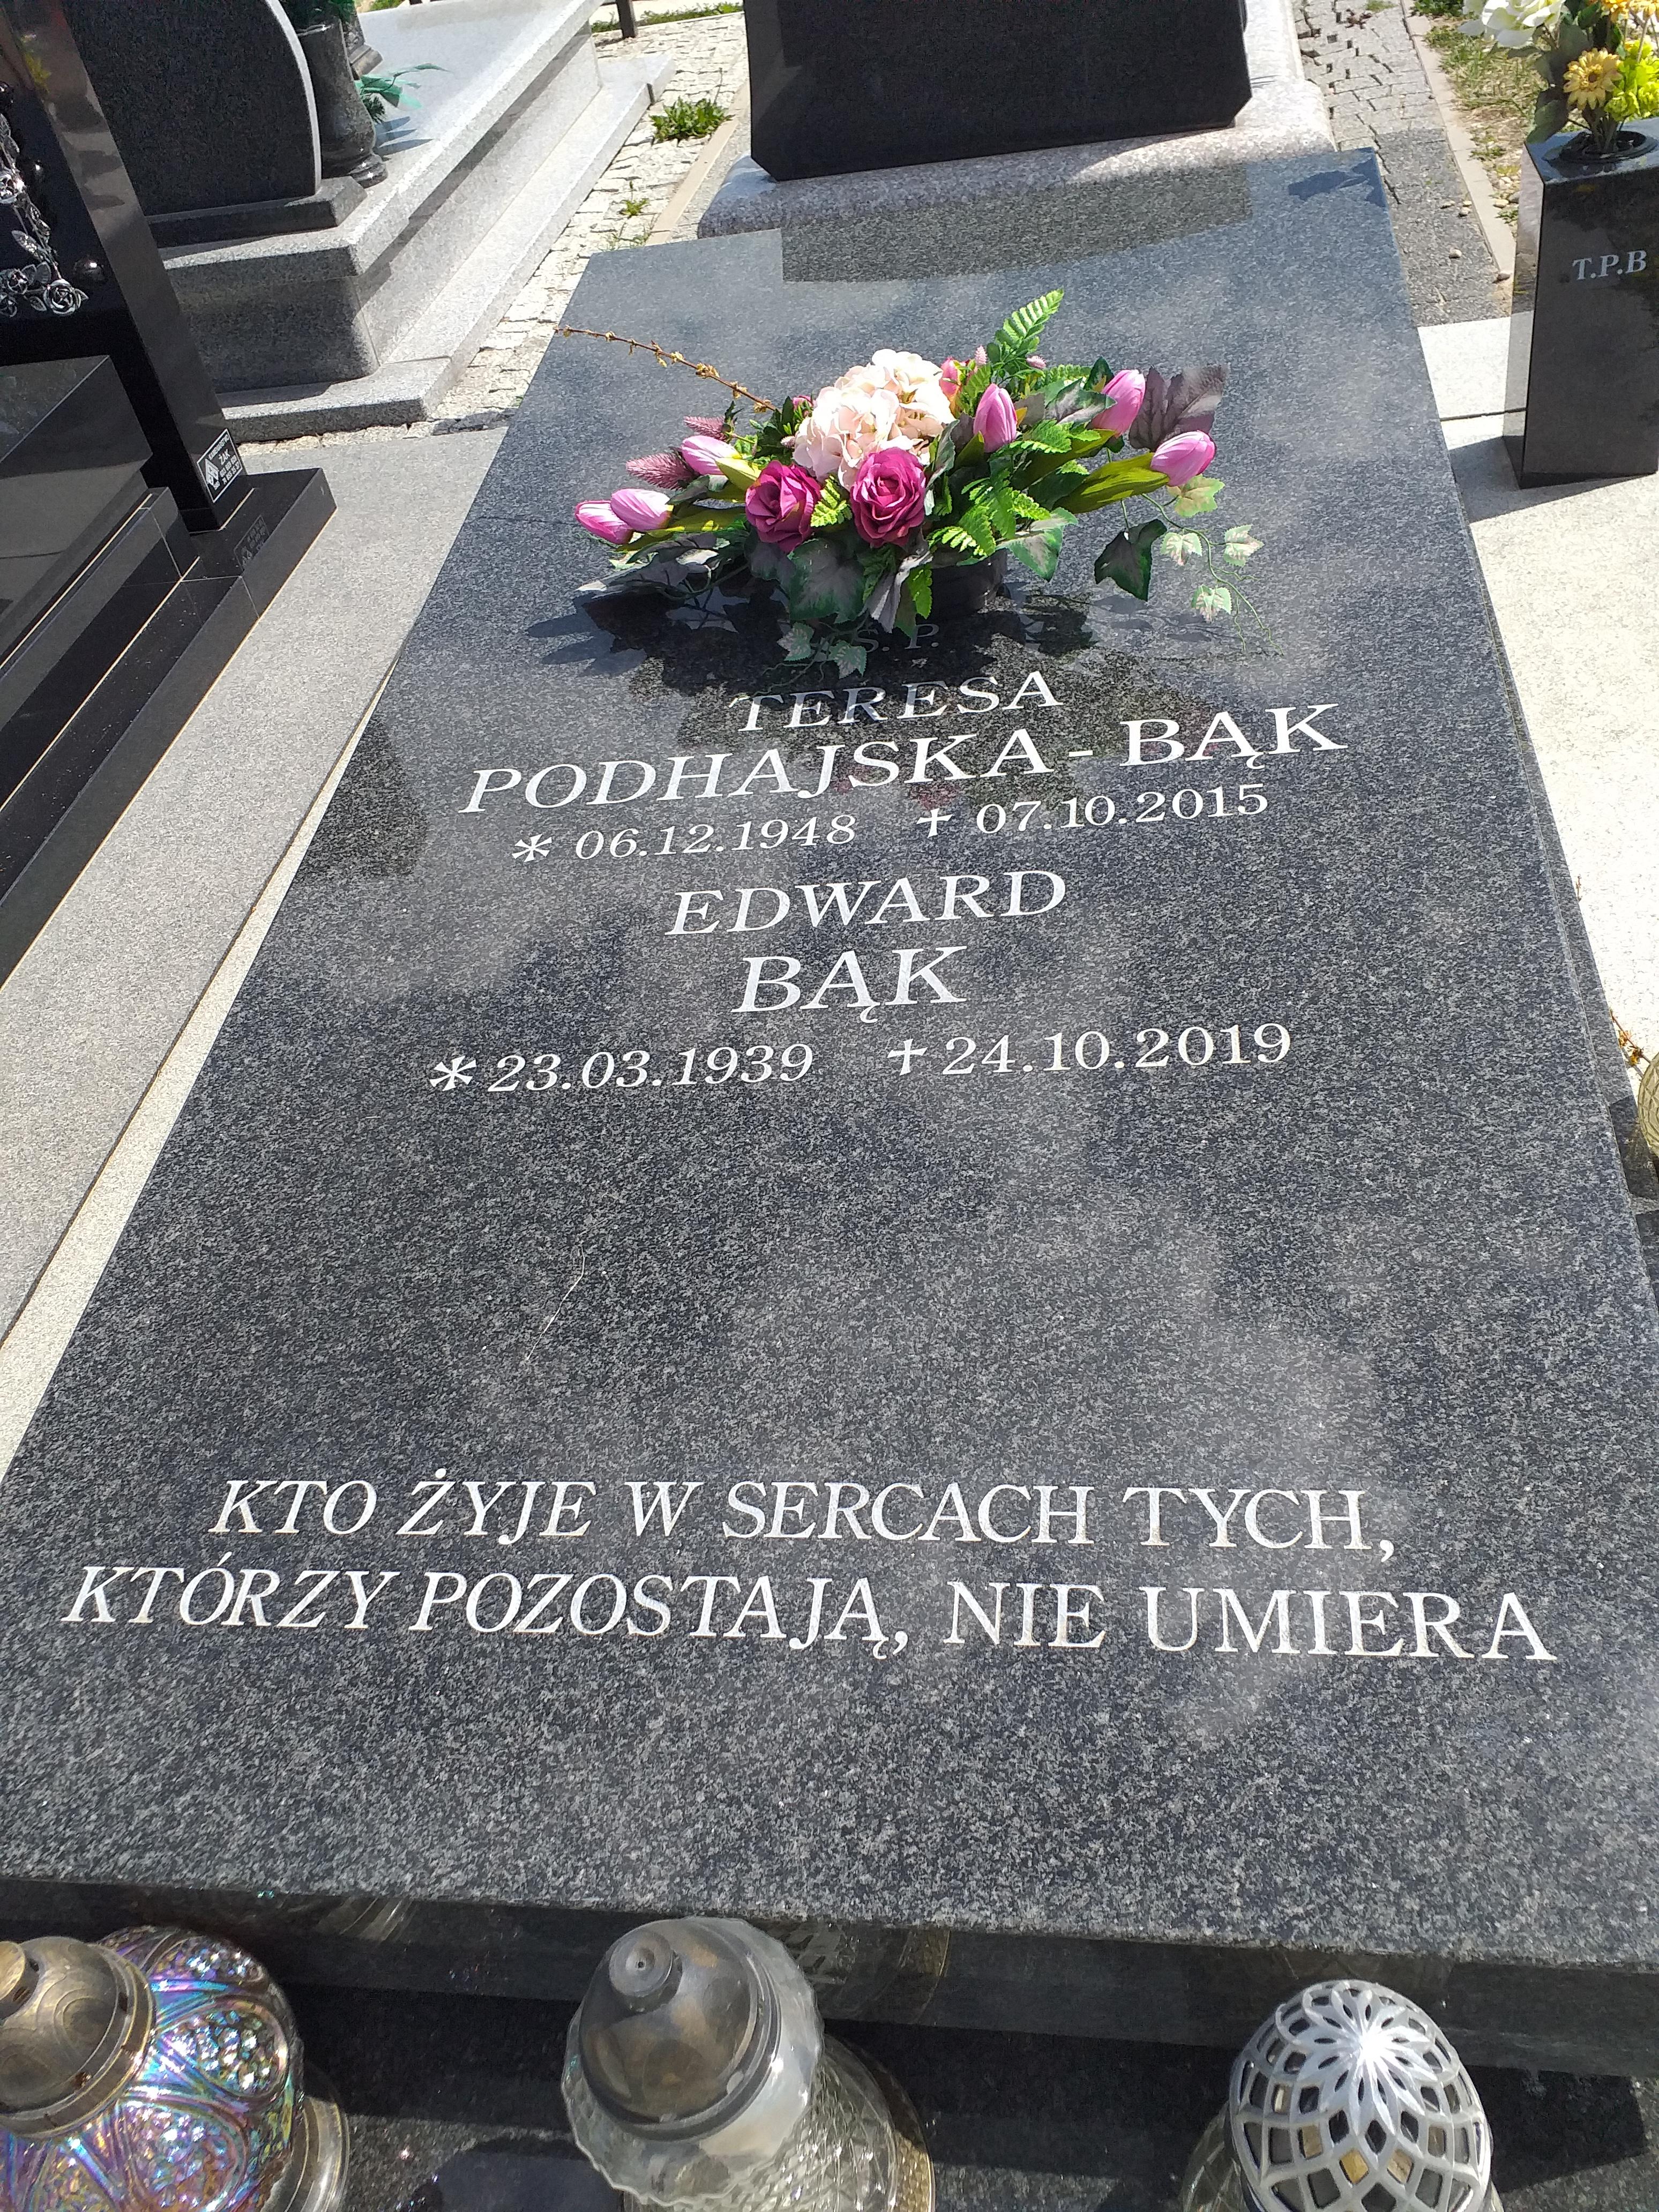 T.P.B
Ś.P.
TERESA
PODHAJSKA-BĄK
* 06.12.1948 † 07.10.2015
EDWARD
BĄK
* 23.03.1939 † 24.10.2019
KTO ŻYJE W SERCACH TYCH,
KTÓRZY POZOSTAJĄ, NIE UMIERA